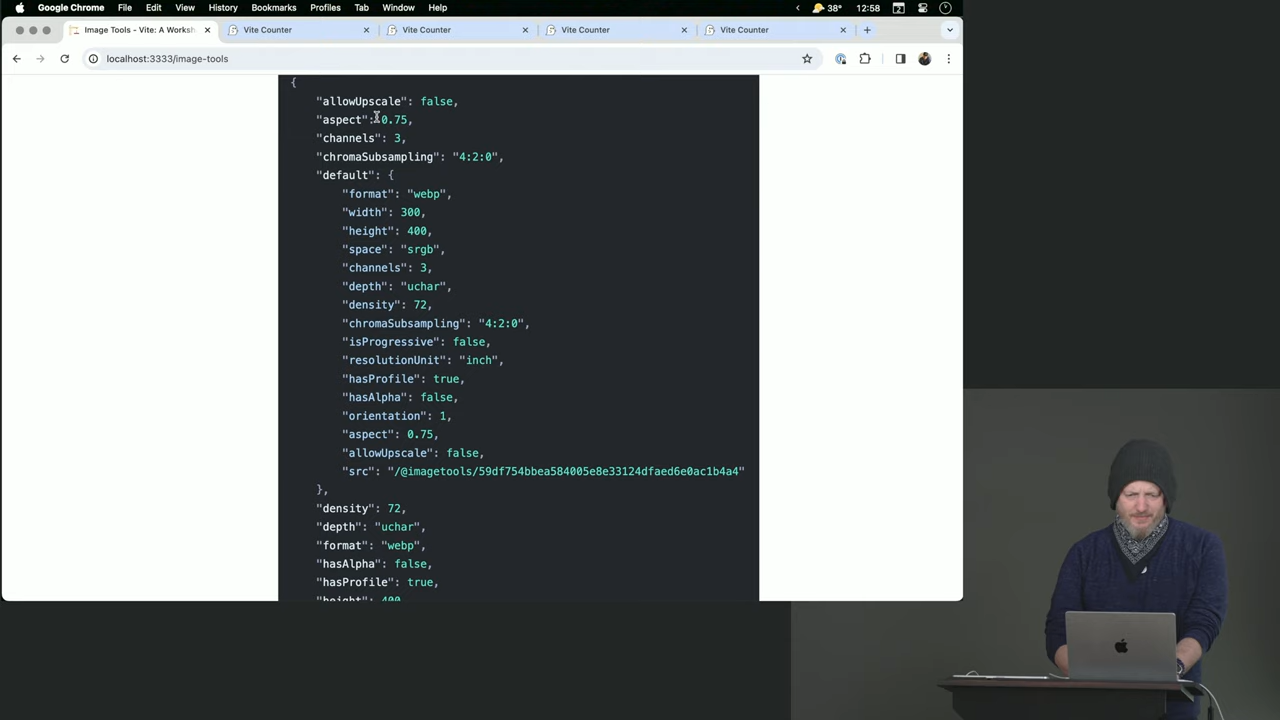 Google Chrome File Edit View History Bookmarks Profiles Tab Window Help 38° 2 12:58
Image Tools - Vite: A Worksh Vite Counter Vite Counter Vite Counter Vite Counter
localhost:3333/image-tools
{
"allowUpscale": false,
"aspect": 0.75,
"channels": 3,
"chromaSubsampling": "4:2:0",
"default": {
"format": "webp",
"width": 300,
"height": 400,
"space": "srgb",
"channels": 3,
"depth": "uchar",
"density": 72,
"chromaSubsampling": "4:2:0",
"isProgressive": false,
"resolutionUnit": "inch",
"hasProfile": true,
"hasAlpha": false,
"orientation": 1,
"aspect": 0.75,
"allowUpscale": false,
"src": "/@imagetools/59df754bbea584005e8e33124dfaed6e0ac1b4a4"
},
"density": 72,
"depth": "uchar",
"format": "webp",
"hasAlpha": false,
"hasProfile": true,
"height": 400